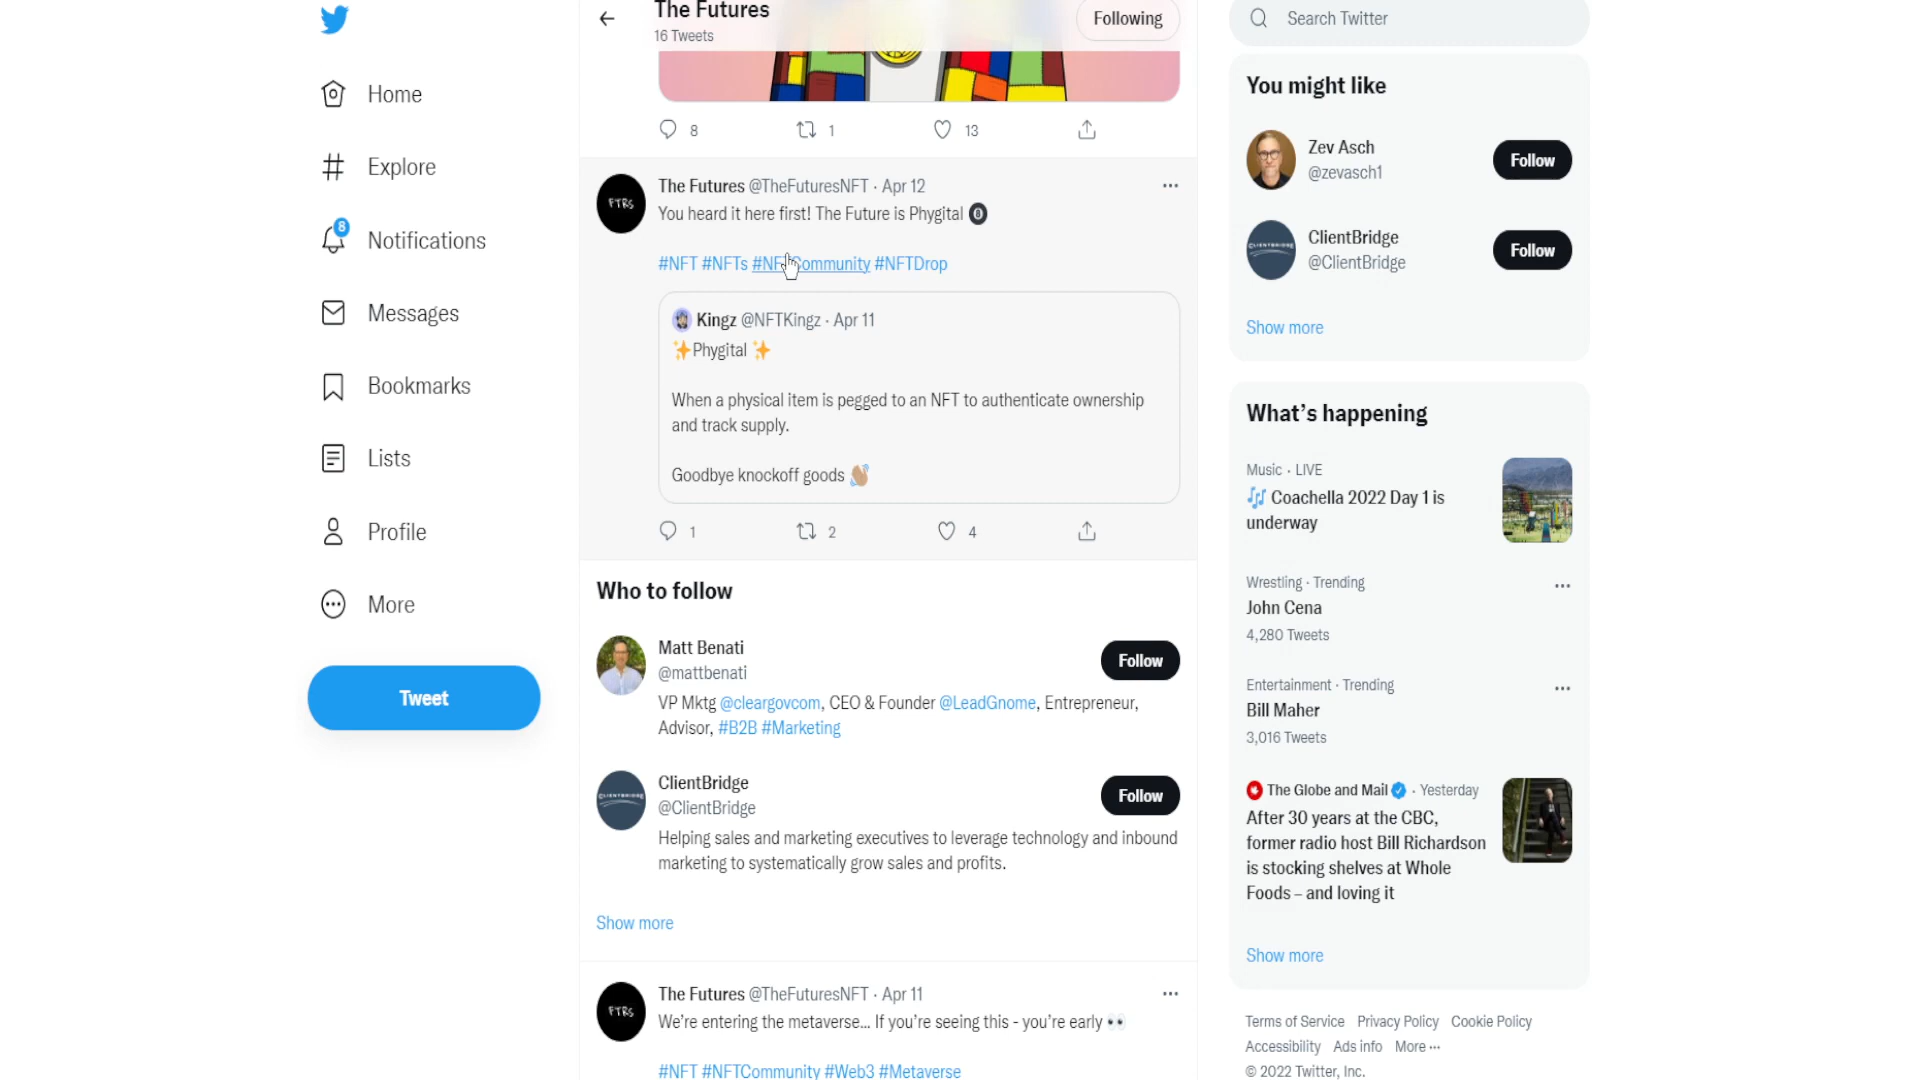 Home
Explore
8
Notifications
Messages
Bookmarks
Lists
Profile
More
Tweet
The Futures
16 Tweets
Following
8
1
13
FTRS
The Futures @TheFuturesNFT · Apr 12
You heard it here first! The Future is Phygital
#NFT #NFTs #NFTCommunity #NFTDrop
Kingz @NFTKingz · Apr 11
✨Phygital ✨
When a physical item is pegged to an NFT to authenticate ownership
and track supply.
Goodbye knockoff goods 👋🏼
1
2
4
Who to follow
Matt Benati
@mattbenati
Follow
VP Mktg @cleargovcom, CEO & Founder @LeadGnome, Entrepreneur,
Advisor, #B2B #Marketing
CLIENTBRIDGE
ClientBridge
@ClientBridge
Follow
Helping sales and marketing executives to leverage technology and inbound
marketing to systematically grow sales and profits.
Show more
FTRS
The Futures @TheFuturesNFT · Apr 11
We're entering the metaverse... If you're seeing this - you're early 👀
#NFT #NFTCommunity #Web3 #Metaverse
Search Twitter
You might like
Zev Asch
@zevasch1
Follow
CLIENTBRIDGE
ClientBridge
@ClientBridge
Follow
Show more
What's happening
Music · LIVE
🎶 Coachella 2022 Day 1 is
underway
Wrestling · Trending
John Cena
4,280 Tweets
Entertainment · Trending
Bill Maher
3,016 Tweets
The Globe and Mail · Yesterday
After 30 years at the CBC,
former radio host Bill Richardson
is stocking shelves at Whole
Foods – and loving it
Show more
Terms of Service Privacy Policy Cookie Policy
Accessibility Ads info More ···
© 2022 Twitter, Inc.